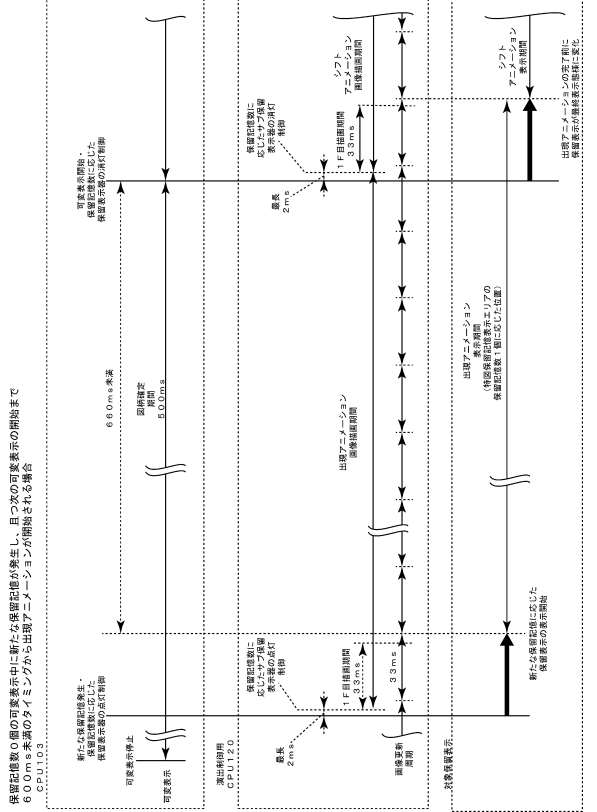 保留記憶数0個の可変表示中に新たな保留記憶が発生し、且つ次の可変表示の開始まで
600ms未満のタイミングから出現アニメーションが開始される場合
CPU103
新たな保留記憶発生・
保留記憶数に応じた
保留表示器の点灯制御
可変表示開始・
保留記憶数に応じた
保留表示器の消灯制御
660ms未満
可変表示停止
図柄確定
期間
500ms
可変表示
演出制御用
CPU120
保留記憶数に
応じたサブ保留
表示器の点灯
制御
保留記憶数に
応じたサブ保留
表示器の消灯
制御
最長
2ms
最長
2ms
1F目描画期間
33ms
出現アニメーション
画像描画期間
1F目描画期間
33ms
シフト
アニメーション
画像描画期間
33ms
画像更新
周期
対象保留表示
出現アニメーション
表示期間
(特図保留記憶表示エリアの
保留記憶数1個に応じた位置)
シフト
アニメーション
表示期間
新たな保留記憶に応じた
保留表示の表示開始
出現アニメーションの完了前に
保留表示が最終表示態様に変化